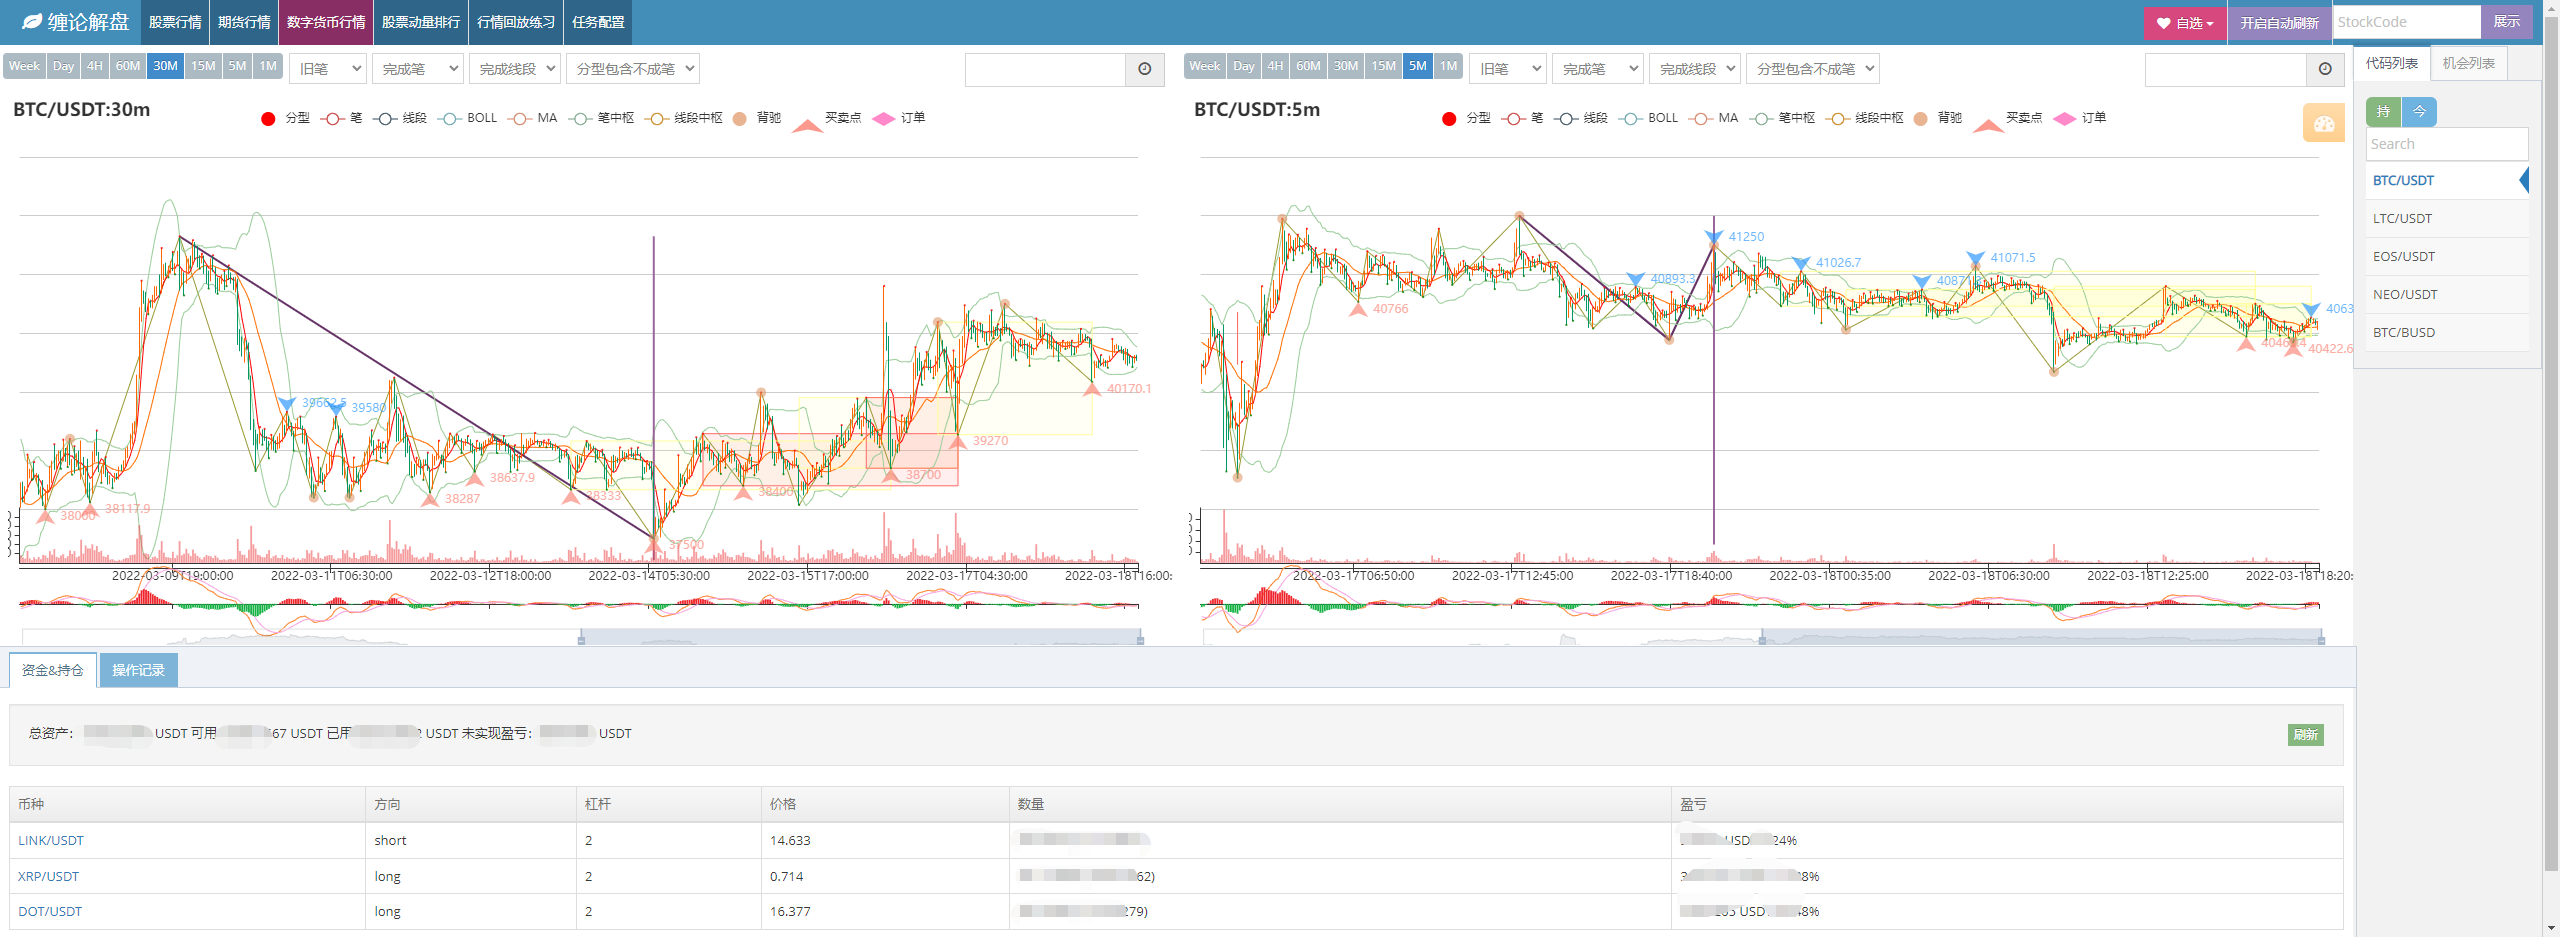 缠论解盘 股票行情 期货行情 数字货币行情 股票动量排行 行情回放练习 任务配置 自选 开启自动刷新 StockCode 展示
Week Day 4H 60M 30M 15M 5M 1M 旧笔 完成笔 完成线段 分型包含不成笔
BTC/USDT:30m
分型 笔 线段 BOLL MA 笔中枢 线段中枢 背驰 买卖点 订单
39662.5
39580
40170.1
39270
38700
38637.9
38400
38333
38287
38117.9
38000
37500
2022-03-09T19:00:00 2022-03-11T06:30:00 2022-03-12T18:00:00 2022-03-14T05:30:00 2022-03-15T17:00:00 2022-03-17T04:30:00 2022-03-18T16:00:
Week Day 4H 60M 30M 15M 5M 1M 旧笔 完成笔 完成线段 分型包含不成笔
BTC/USDT:5m
分型 笔 线段 BOLL MA 笔中枢 线段中枢 背驰 买卖点 订单
41250
41071.5
41026.7
40893.3
40766
4063
40422.6
2022-03-17T06:50:00 2022-03-17T12:45:00 2022-03-17T18:40:00 2022-03-18T00:35:00 2022-03-18T06:30:00 2022-03-18T12:25:00 2022-03-18T18:20:
代码列表 机会列表
持 今
Search
BTC/USDT
LTC/USDT
EOS/USDT
NEO/USDT
BTC/BUSD
资金&持仓 操作记录
总资产: USDT 可用 67 USDT 已用 USDT 未实现盈亏: USDT 刷新
币种 方向 杠杆 价格 数量 盈亏
LINK/USDT short 2 14.633 USD 24%
XRP/USDT long 2 0.714 62) 8%
DOT/USDT long 2 16.377 279) USD 48%